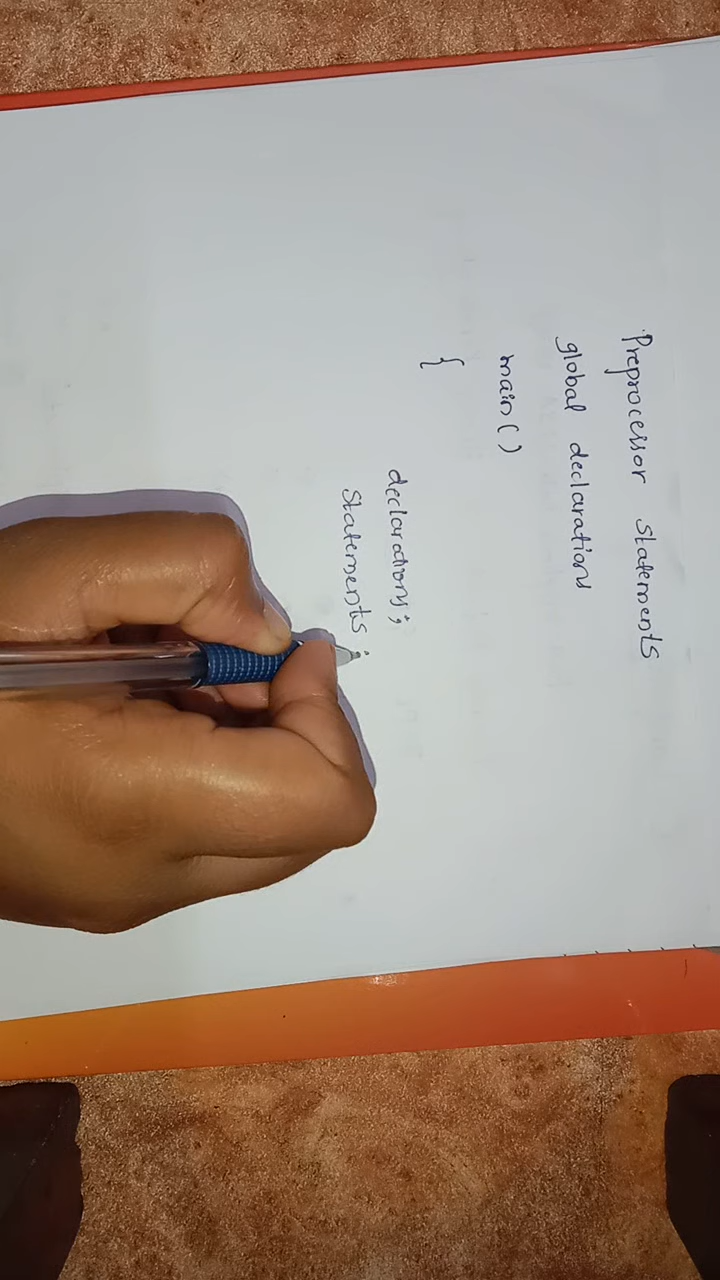 Preprocessor statements
global declarations
main()
{
declarations;
statements;